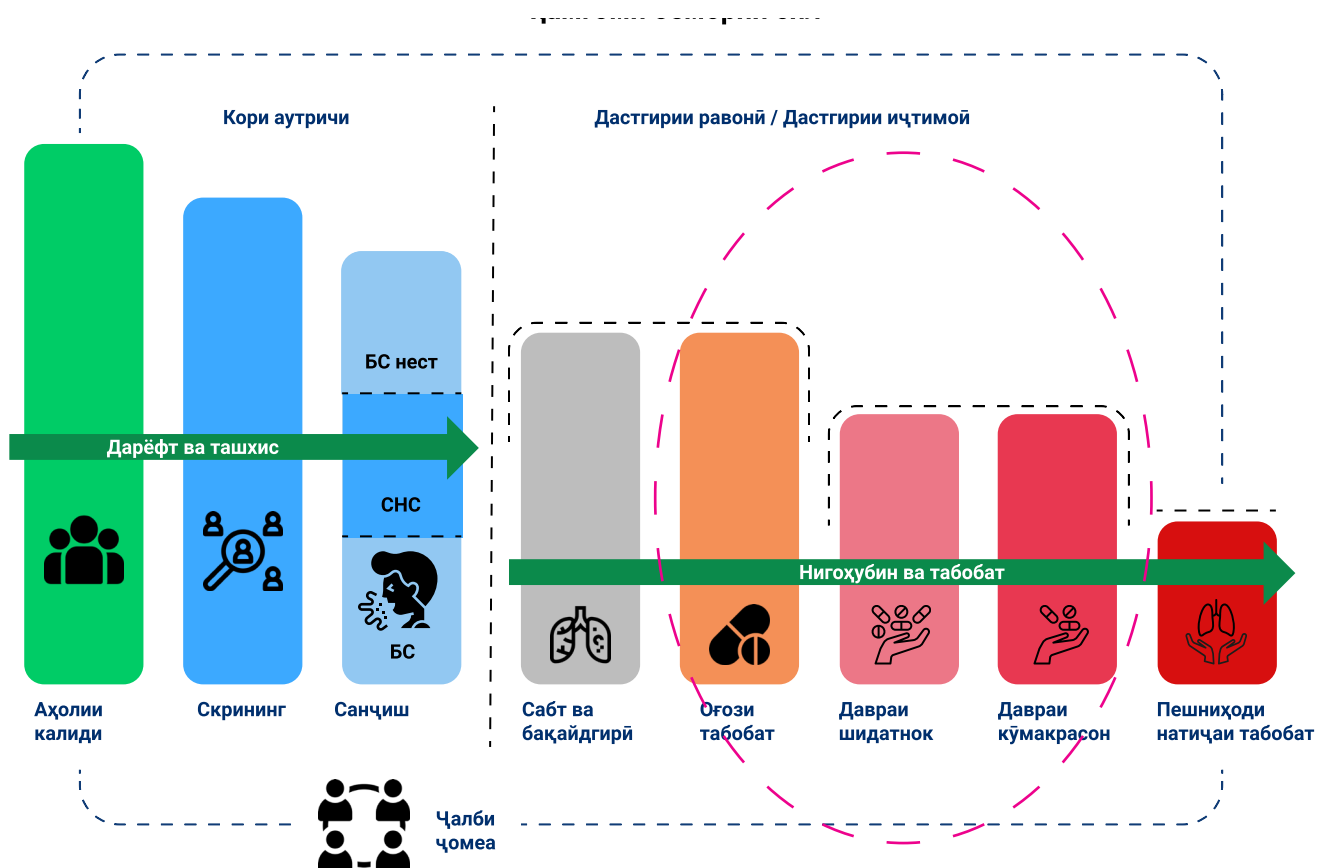 Кори аутричи
Дастгирии равонӣ / Дастгирии иҷтимоӣ
БС нест
Дарёфт ва ташхис
СНС
БС
Нигоҳубин ва табобат
Аҳолии
калиди
Скрининг
Санҷиш
Сабт ва
бақайдгирӣ
Оғози
табобат
Давраи
шидатнок
Давраи
кӯмакрасон
Пешниҳоди
натиҷаи табобат
Ҷалби
ҷомеа